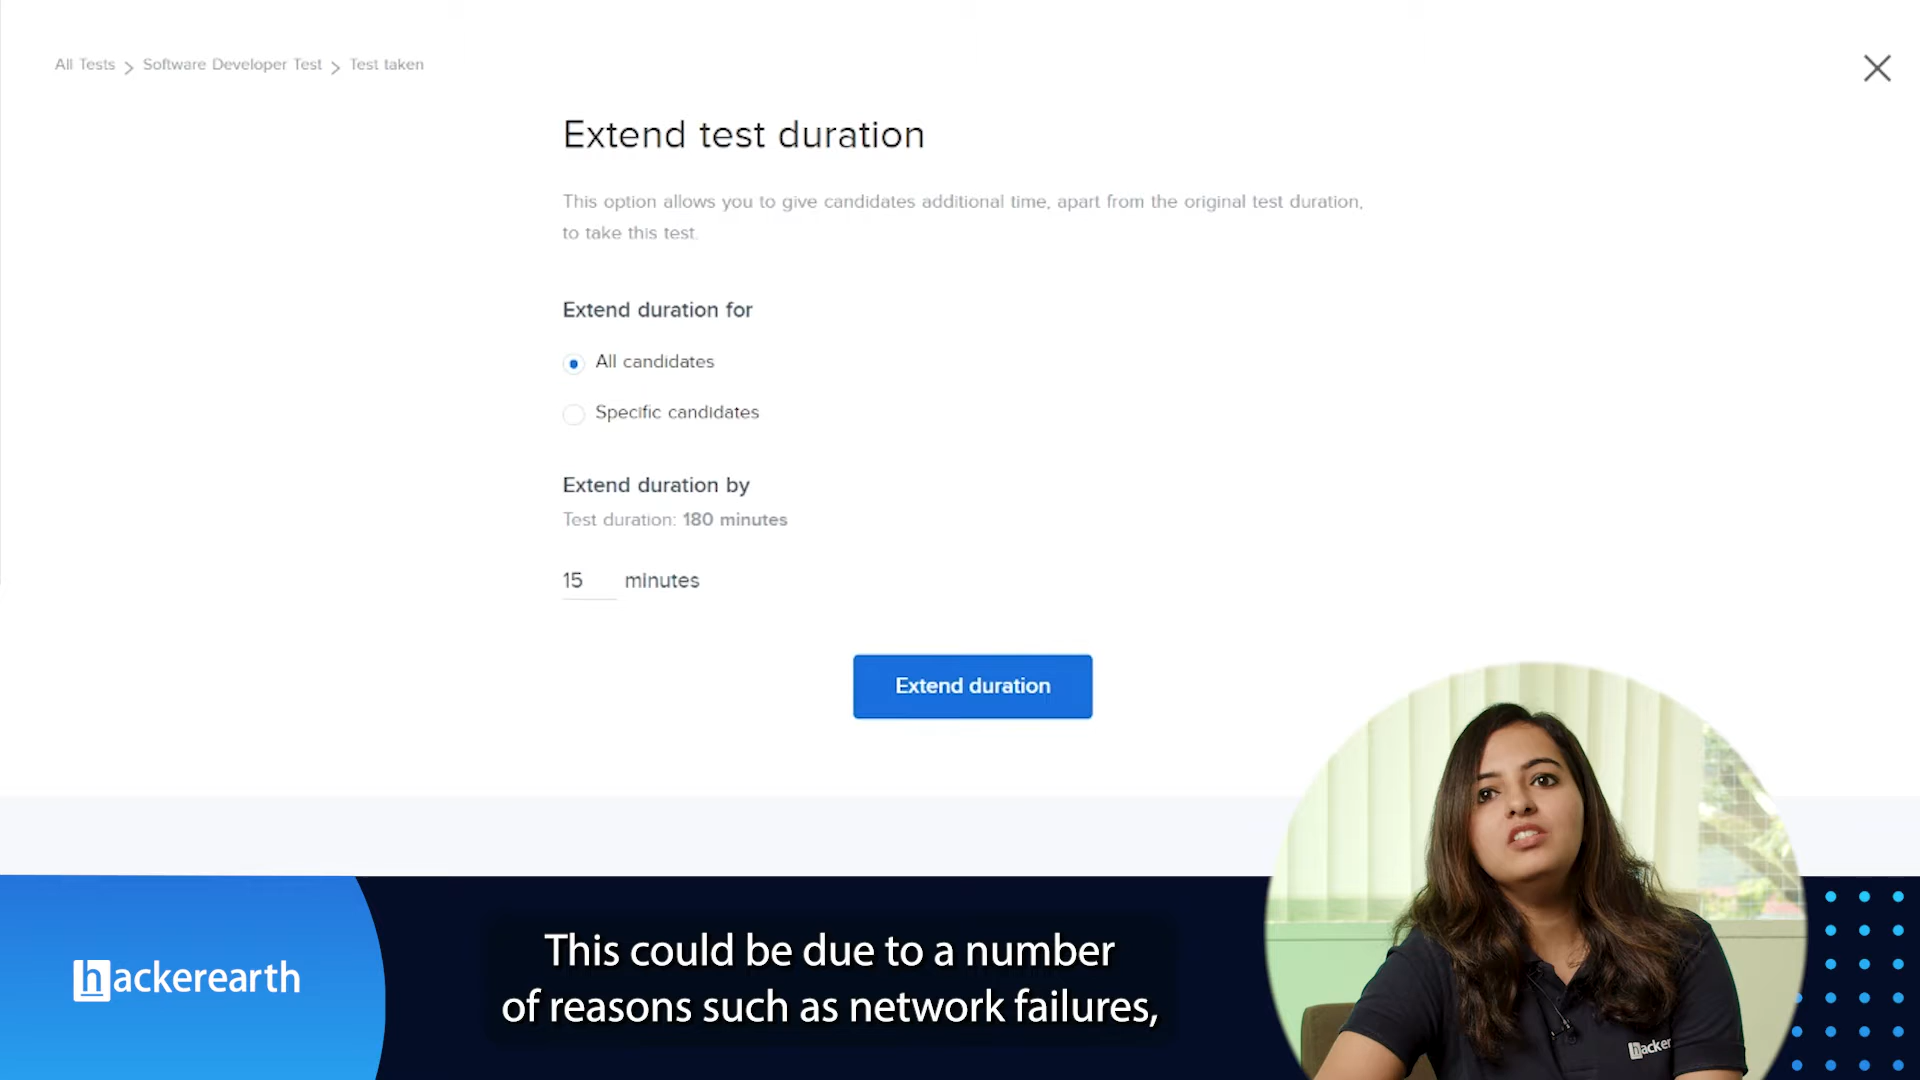 All Tests > Software Developer Test > Test taken
Extend test duration
This option allows you to give candidates additional time, apart from the original test duration,
to take this test.
Extend duration for
All candidates
Specific candidates
Extend duration by
Test duration: 180 minutes
15 minutes
Extend duration
hackerearth
This could be due to a number
of reasons such as network failures,
hacker